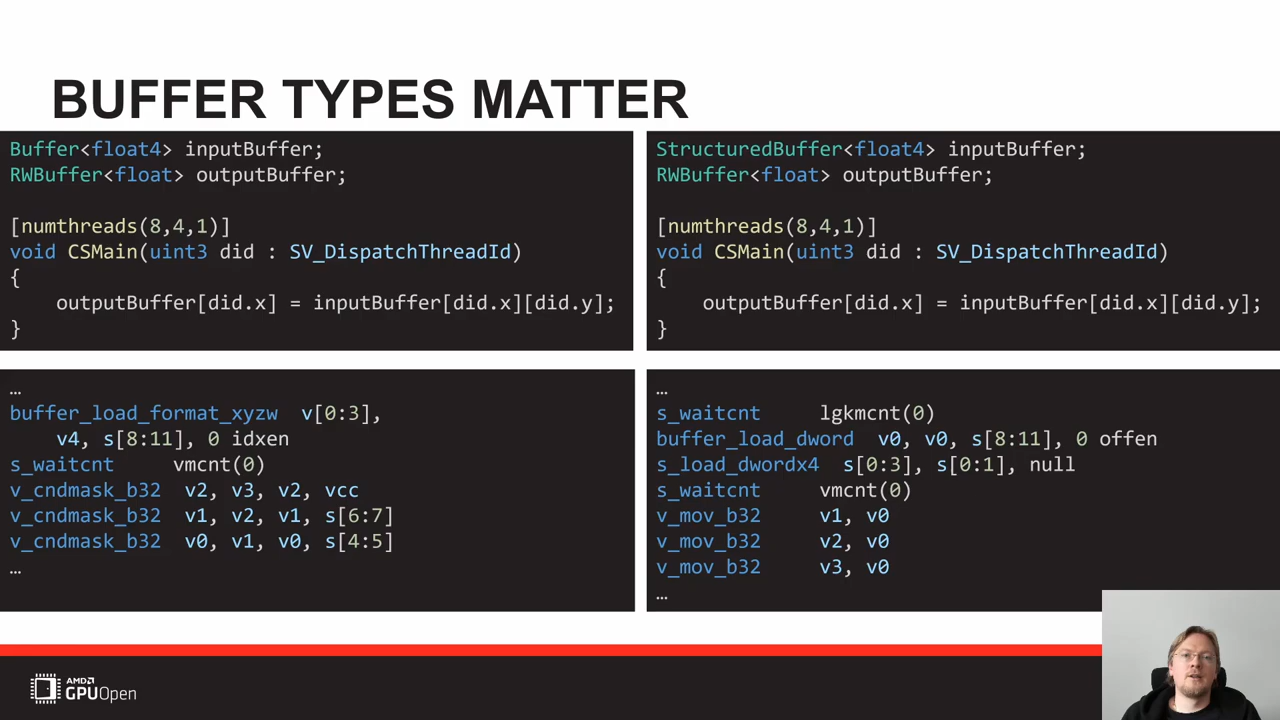 BUFFER TYPES MATTER
Buffer<float4> inputBuffer;
RWBuffer<float> outputBuffer;
[numthreads(8,4,1)]
void CSMain(uint3 did : SV_DispatchThreadId)
{
outputBuffer[did.x] = inputBuffer[did.x][did.y];
}
StructuredBuffer<float4> inputBuffer;
RWBuffer<float> outputBuffer;
[numthreads(8,4,1)]
void CSMain(uint3 did : SV_DispatchThreadId)
{
outputBuffer[did.x] = inputBuffer[did.x][did.y];
}
…
buffer_load_format_xyzw v[0:3],
v4, s[8:11], 0 idxen
s_waitcnt vmcnt(0)
v_cndmask_b32 v2, v3, v2, vcc
v_cndmask_b32 v1, v2, v1, s[6:7]
v_cndmask_b32 v0, v1, v0, s[4:5]
…
…
s_waitcnt lgkmcnt(0)
buffer_load_dword v0, v0, s[8:11], 0 offen
s_load_dwordx4 s[0:3], s[0:1], null
s_waitcnt vmcnt(0)
v_mov_b32 v1, v0
v_mov_b32 v2, v0
v_mov_b32 v3, v0
…
AMD
GPUOpen